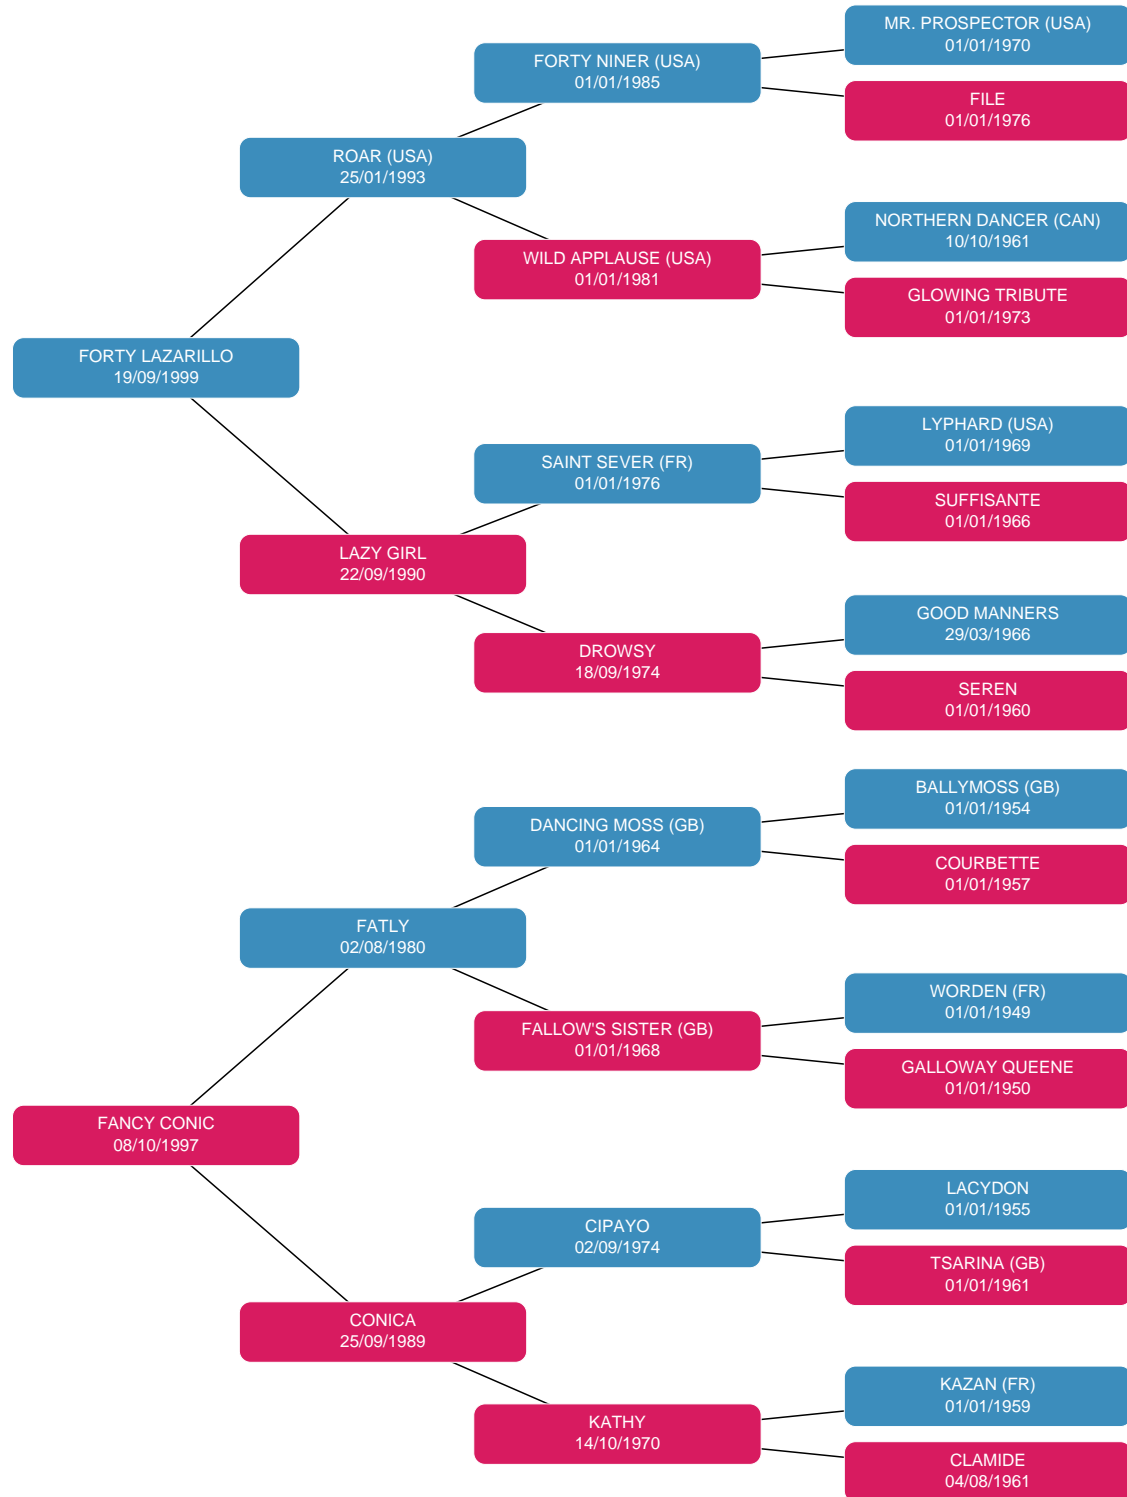 MR. PROSPECTOR (USA)
01/01/1970
FORTY NINER (USA)
01/01/1985
FILE
01/01/1976
ROAR (USA)
25/01/1993
NORTHERN DANCER (CAN)
10/10/1961
WILD APPLAUSE (USA)
01/01/1981
GLOWING TRIBUTE
01/01/1973
FORTY LAZARILLO
19/09/1999
LYPHARD (USA)
01/01/1969
SAINT SEVER (FR)
01/01/1976
SUFFISANTE
01/01/1966
LAZY GIRL
22/09/1990
GOOD MANNERS
29/03/1966
DROWSY
18/09/1974
SEREN
01/01/1960
BALLYMOSS (GB)
01/01/1954
DANCING MOSS (GB)
01/01/1964
COURBETTE
01/01/1957
FATLY
02/08/1980
WORDEN (FR)
01/01/1949
FALLOW'S SISTER (GB)
01/01/1968
GALLOWAY QUEENE
01/01/1950
FANCY CONIC
08/10/1997
LACYDON
01/01/1955
CIPAYO
02/09/1974
TSARINA (GB)
01/01/1961
CONICA
25/09/1989
KAZAN (FR)
01/01/1959
KATHY
14/10/1970
CLAMIDE
04/08/1961